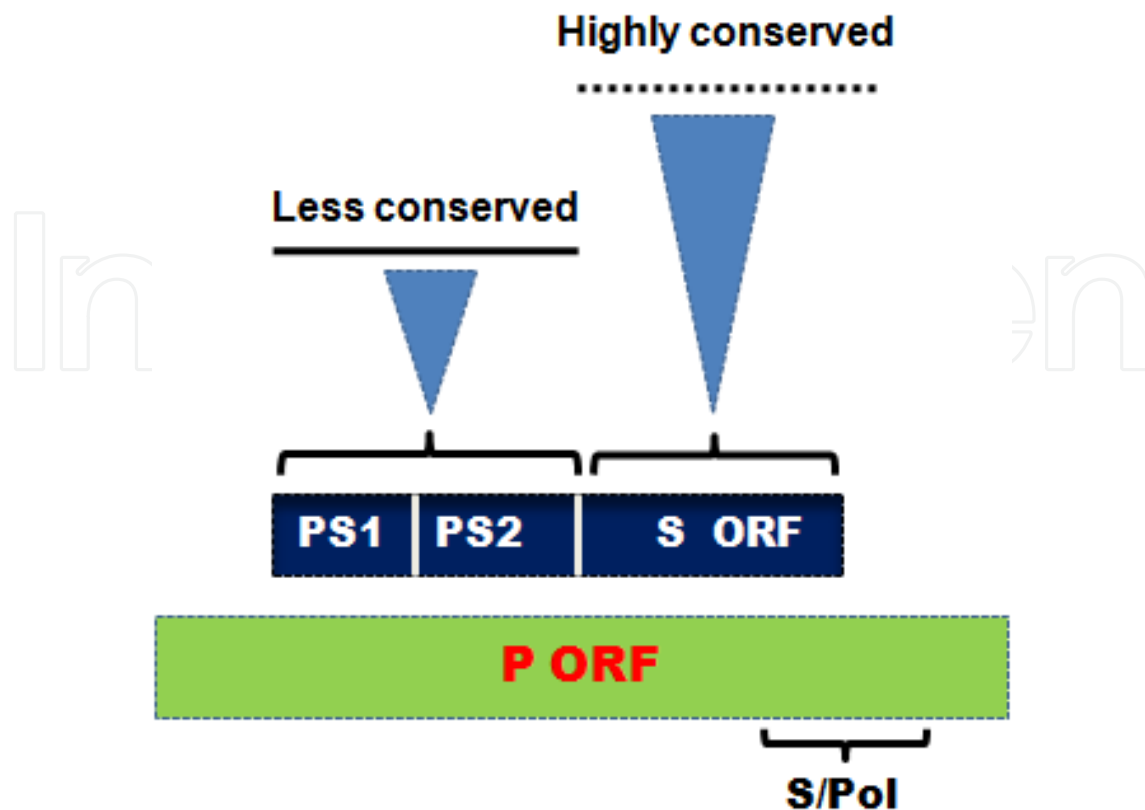 Highly conserved
Less conserved
PS1 PS2 S ORF
P ORF
S/Pol